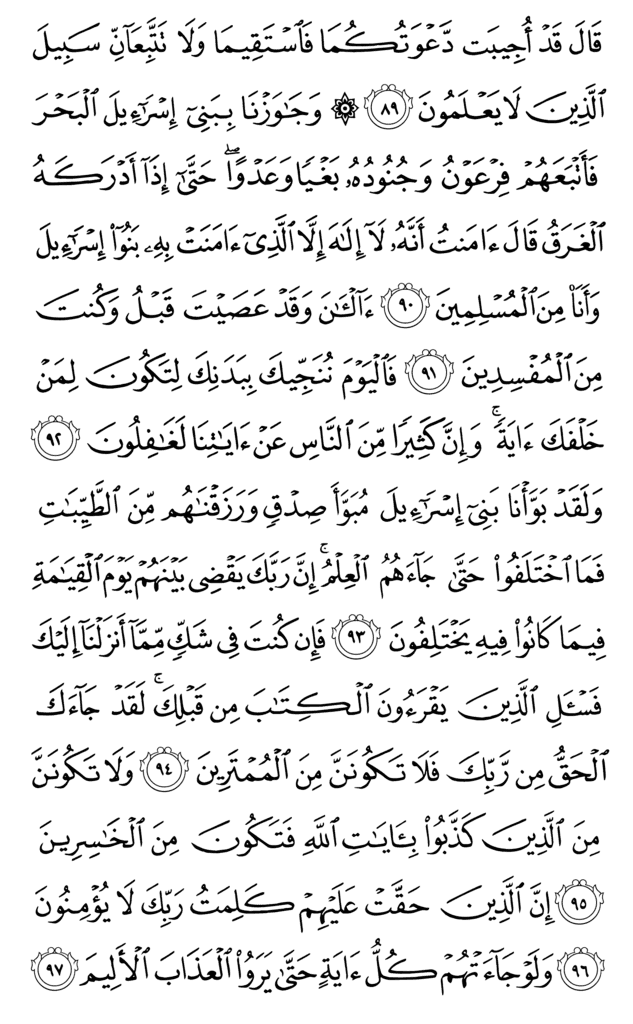 قَالَ قَدْ أُجِيبَت دَّعْوَتُكُمَا فَٱسْتَقِيمَا وَلَا تَتَّبِعَآنِّ سَبِيلَ
ٱلَّذِينَ لَا يَعْلَمُونَ ٨٩ ۞ وَجَٰوَزْنَا بِبَنِىٓ إِسْرَٰٓءِيلَ ٱلْبَحْرَ
فَأَتْبَعَهُمْ فِرْعَوْنُ وَجُنُودُهُۥ بَغْيًا وَعَدْوًا ۖ حَتَّىٰٓ إِذَآ أَدْرَكَهُ
ٱلْغَرَقُ قَالَ ءَامَنتُ أَنَّهُۥ لَآ إِلَٰهَ إِلَّا ٱلَّذِىٓ ءَامَنَتْ بِهِۦ بَنُوٓا۟ إِسْرَٰٓءِيلَ
وَأَنَا۠ مِنَ ٱلْمُسْلِمِينَ ٩٠ ءَآلْـَٰٔنَ وَقَدْ عَصَيْتَ قَبْلُ وَكُنتَ
مِنَ ٱلْمُفْسِدِينَ ٩١ فَٱلْيَوْمَ نُنَجِّيكَ بِبَدَنِكَ لِتَكُونَ لِمَنْ
خَلْفَكَ ءَايَةً ۚ وَإِنَّ كَثِيرًا مِّنَ ٱلنَّاسِ عَنْ ءَايَٰتِنَا لَغَٰفِلُونَ ٩٢
وَلَقَدْ بَوَّأْنَا بَنِىٓ إِسْرَٰٓءِيلَ مُبَوَّأَ صِدْقٍ وَرَزَقْنَٰهُم مِّنَ ٱلطَّيِّبَٰتِ
فَمَا ٱخْتَلَفُوا۟ حَتَّىٰ جَآءَهُمُ ٱلْعِلْمُ ۚ إِنَّ رَبَّكَ يَقْضِى بَيْنَهُمْ يَوْمَ ٱلْقِيَٰمَةِ
فِيمَا كَانُوا۟ فِيهِ يَخْتَلِفُونَ ٩٣ فَإِن كُنتَ فِى شَكٍّ مِّمَّآ أَنزَلْنَآ إِلَيْكَ
فَسْـَٔلِ ٱلَّذِينَ يَقْرَءُونَ ٱلْكِتَٰبَ مِن قَبْلِكَ ۚ لَقَدْ جَآءَكَ
ٱلْحَقُّ مِن رَّبِّكَ فَلَا تَكُونَنَّ مِنَ ٱلْمُمْتَرِينَ ٩٤ وَلَا تَكُونَنَّ
مِنَ ٱلَّذِينَ كَذَّبُوا۟ بِـَٔايَٰتِ ٱللَّهِ فَتَكُونَ مِنَ ٱلْخَٰسِرِينَ
٩٥ إِنَّ ٱلَّذِينَ حَقَّتْ عَلَيْهِمْ كَلِمَتُ رَبِّكَ لَا يُؤْمِنُونَ
٩٦ وَلَوْ جَآءَتْهُمْ كُلُّ ءَايَةٍ حَتَّىٰ يَرَوُا۟ ٱلْعَذَابَ ٱلْأَلِيمَ ٩٧